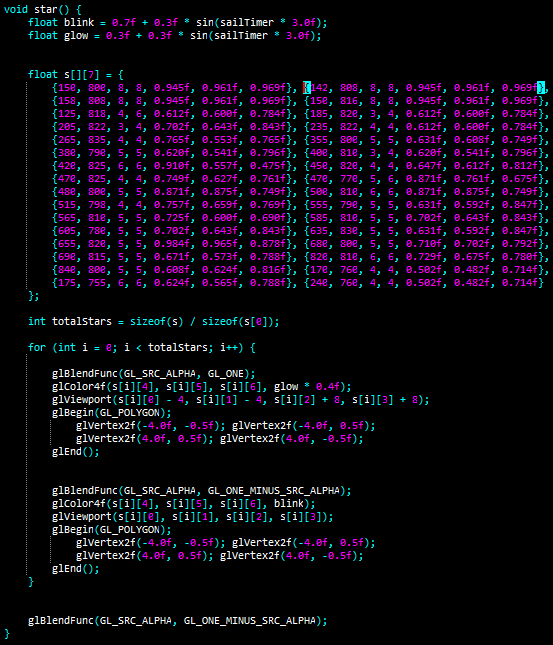 void star() {
float blink = 0.7f + 0.3f * sin(sailTimer * 3.0f);
float glow = 0.3f + 0.3f * sin(sailTimer * 3.0f);
float s[][7] = {
{150, 800, 8, 8, 0.945f, 0.961f, 0.969f}, {142, 808, 8, 8, 0.945f, 0.961f, 0.969f},
{158, 808, 8, 8, 0.945f, 0.961f, 0.969f}, {150, 816, 8, 8, 0.945f, 0.961f, 0.969f},
{125, 818, 4, 6, 0.612f, 0.600f, 0.784f}, {185, 820, 3, 4, 0.612f, 0.600f, 0.784f},
{205, 822, 3, 4, 0.702f, 0.643f, 0.843f}, {235, 822, 4, 4, 0.612f, 0.600f, 0.784f},
{265, 835, 4, 4, 0.765f, 0.553f, 0.765f}, {355, 800, 5, 5, 0.631f, 0.608f, 0.749f},
{380, 790, 5, 5, 0.620f, 0.541f, 0.796f}, {400, 810, 3, 4, 0.620f, 0.541f, 0.796f},
{420, 825, 6, 6, 0.910f, 0.557f, 0.475f}, {450, 820, 4, 4, 0.647f, 0.612f, 0.812f},
{470, 825, 4, 4, 0.749f, 0.627f, 0.761f}, {470, 770, 5, 6, 0.871f, 0.761f, 0.675f},
{480, 800, 5, 5, 0.871f, 0.875f, 0.749f}, {500, 810, 6, 6, 0.871f, 0.875f, 0.749f},
{515, 798, 4, 4, 0.757f, 0.659f, 0.769f}, {555, 790, 5, 5, 0.631f, 0.592f, 0.847f},
{565, 810, 5, 5, 0.725f, 0.600f, 0.690f}, {585, 810, 5, 5, 0.702f, 0.643f, 0.843f},
{605, 780, 5, 5, 0.702f, 0.643f, 0.843f}, {635, 830, 5, 5, 0.631f, 0.592f, 0.847f},
{655, 820, 5, 5, 0.984f, 0.965f, 0.878f}, {680, 800, 5, 5, 0.710f, 0.702f, 0.792f},
{690, 815, 5, 5, 0.671f, 0.573f, 0.788f}, {820, 810, 6, 6, 0.729f, 0.675f, 0.780f},
{840, 800, 5, 5, 0.608f, 0.624f, 0.816f}, {170, 760, 4, 4, 0.502f, 0.482f, 0.714f},
{175, 755, 6, 6, 0.624f, 0.565f, 0.788f}, {240, 760, 4, 4, 0.502f, 0.482f, 0.714f}
};
int totalStars = sizeof(s) / sizeof(s[0]);
for (int i = 0; i < totalStars; i++) {
glBlendFunc(GL_SRC_ALPHA, GL_ONE);
glColor4f(s[i][4], s[i][5], s[i][6], glow * 0.4f);
glViewport(s[i][0] - 4, s[i][1] - 4, s[i][2] + 8, s[i][3] + 8);
glBegin(GL_POLYGON);
glVertex2f(-4.0f, -0.5f); glVertex2f(-4.0f, 0.5f);
glVertex2f(4.0f, 0.5f); glVertex2f(4.0f, -0.5f);
glEnd();
glBlendFunc(GL_SRC_ALPHA, GL_ONE_MINUS_SRC_ALPHA);
glColor4f(s[i][4], s[i][5], s[i][6], blink);
glViewport(s[i][0], s[i][1], s[i][2], s[i][3]);
glBegin(GL_POLYGON);
glVertex2f(-4.0f, -0.5f); glVertex2f(-4.0f, 0.5f);
glVertex2f(4.0f, 0.5f); glVertex2f(4.0f, -0.5f);
glEnd();
}
glBlendFunc(GL_SRC_ALPHA, GL_ONE_MINUS_SRC_ALPHA);
}